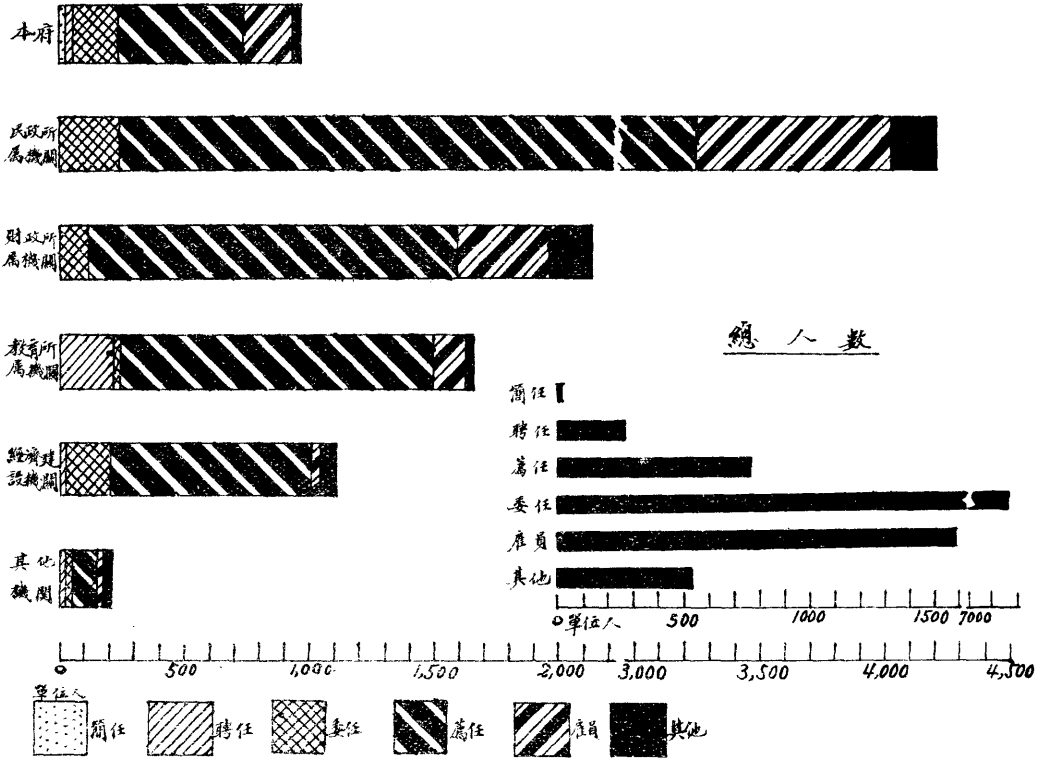 本府
民政所
属機關
財政所
属機關
教育所
属機關
經濟建
設機關
其他
機関
總人數
簡任
聘任
薦任
委任
雇員
其他
0 500 1000 1500 7000
單位人
0 500 1,000 1,500 2,000 3,000 3,500 4,000 4,500
單位人
簡任 聘任 委任 薦任 雇員 其他